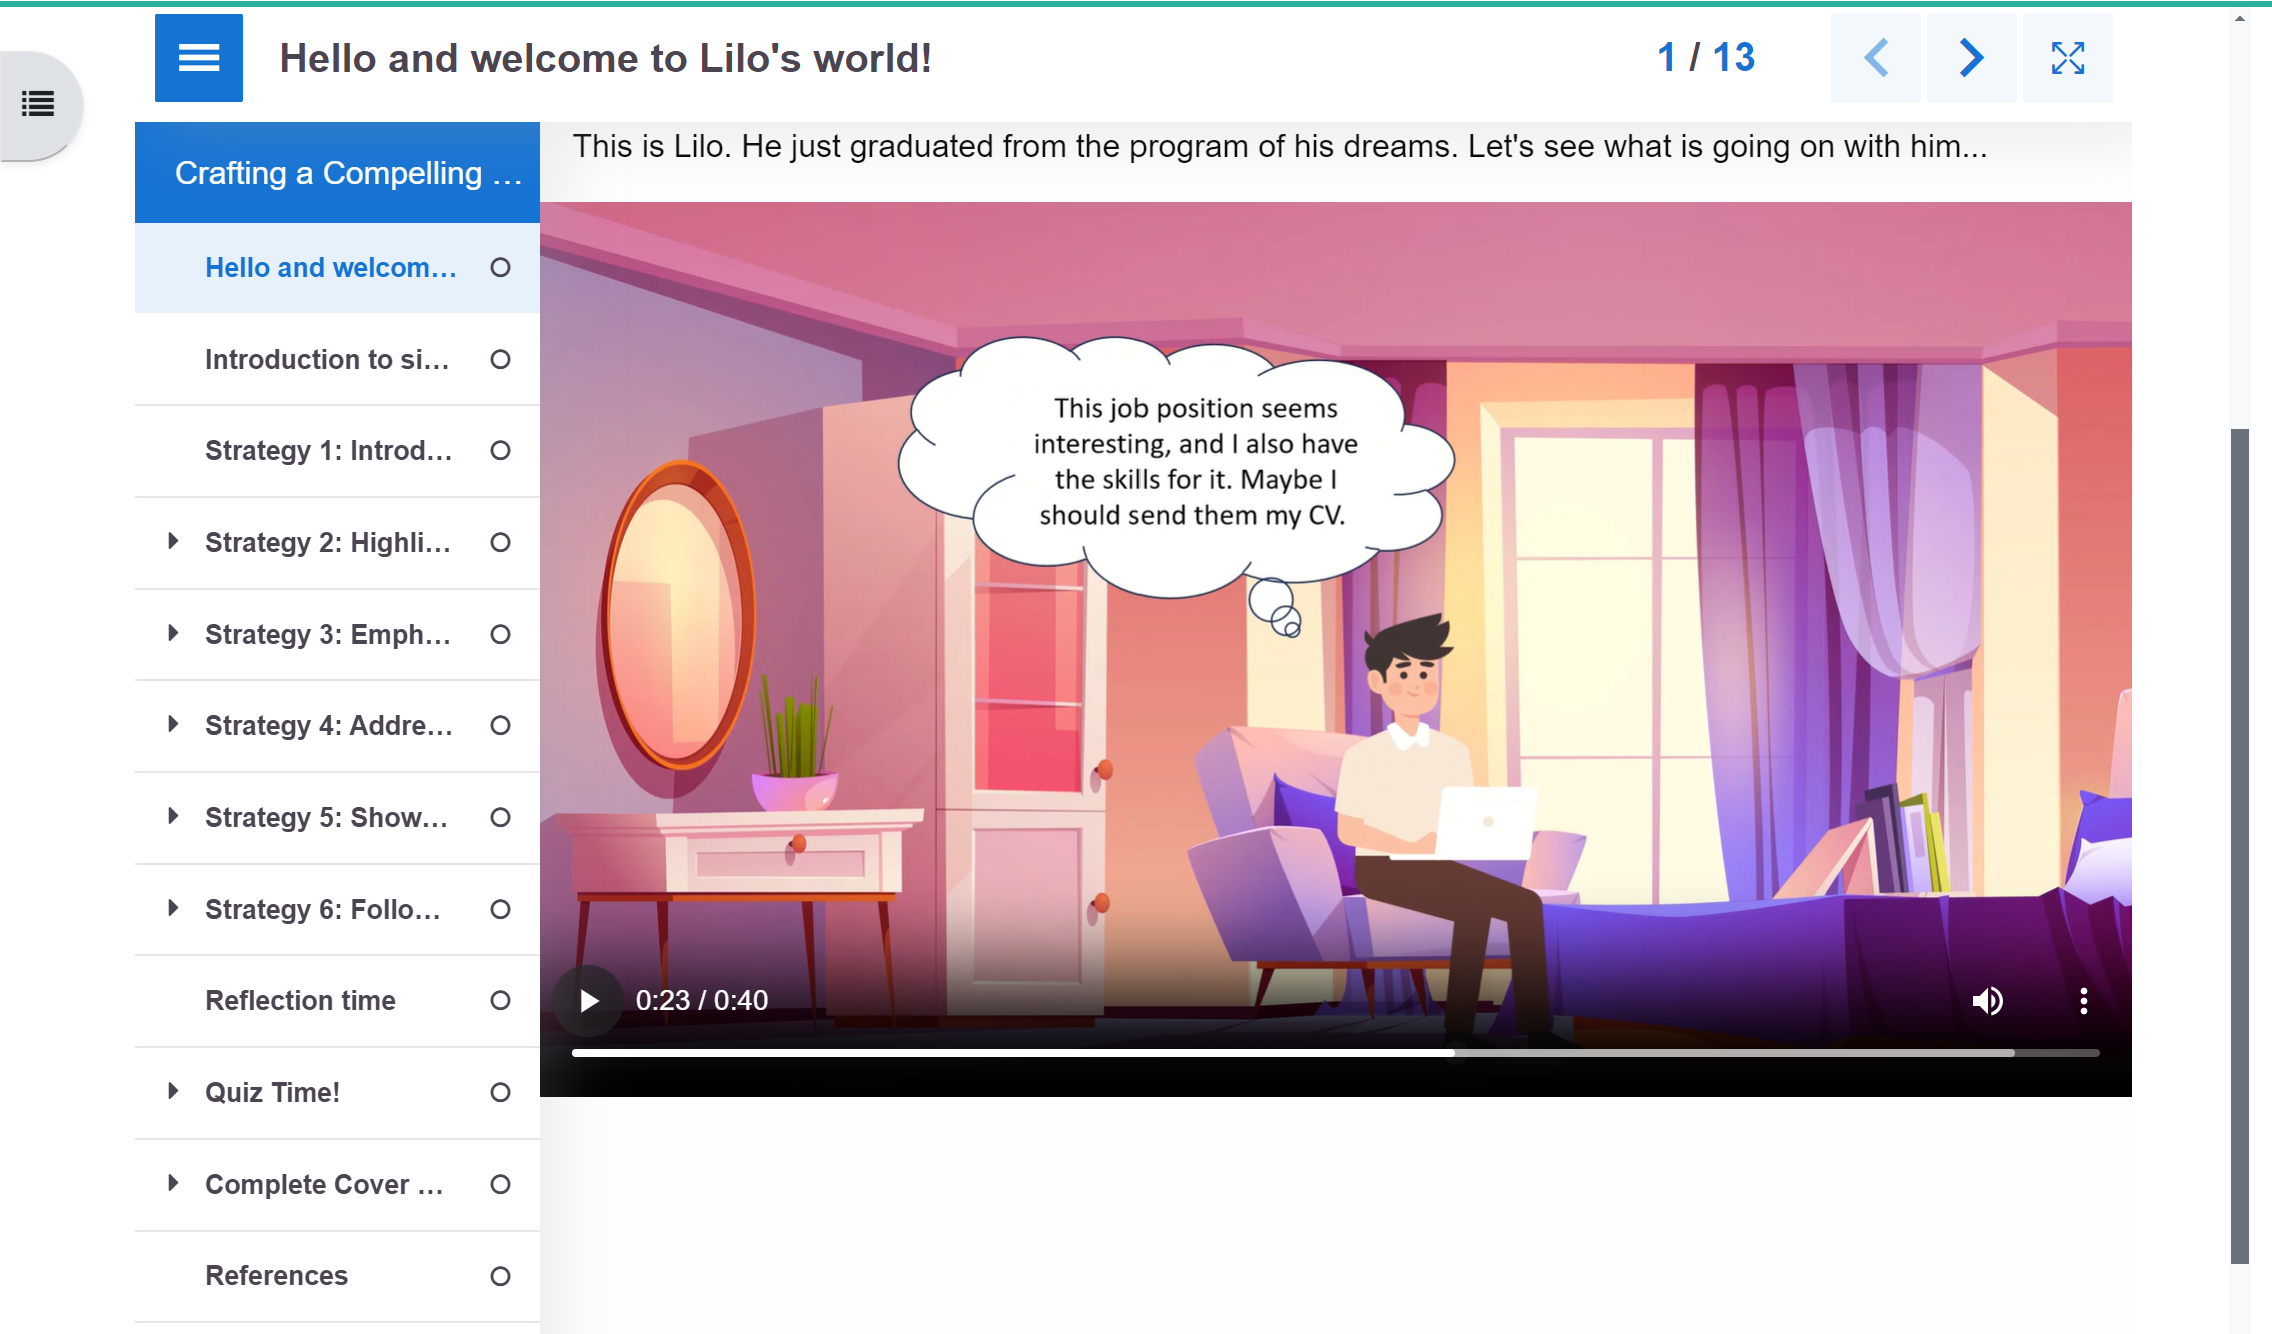 Hello and welcome to Lilo's world!
1 / 13
Crafting a Compelling ...
Hello and welcom...
Introduction to si...
Strategy 1: Introd...
Strategy 2: Highli...
Strategy 3: Emph...
Strategy 4: Addre...
Strategy 5: Show...
Strategy 6: Follo...
Reflection time
Quiz Time!
Complete Cover ...
References
This is Lilo. He just graduated from the program of his dreams. Let's see what is going on with him...
This job position seems
interesting, and I also have
the skills for it. Maybe I
should send them my CV.
0:23 / 0:40